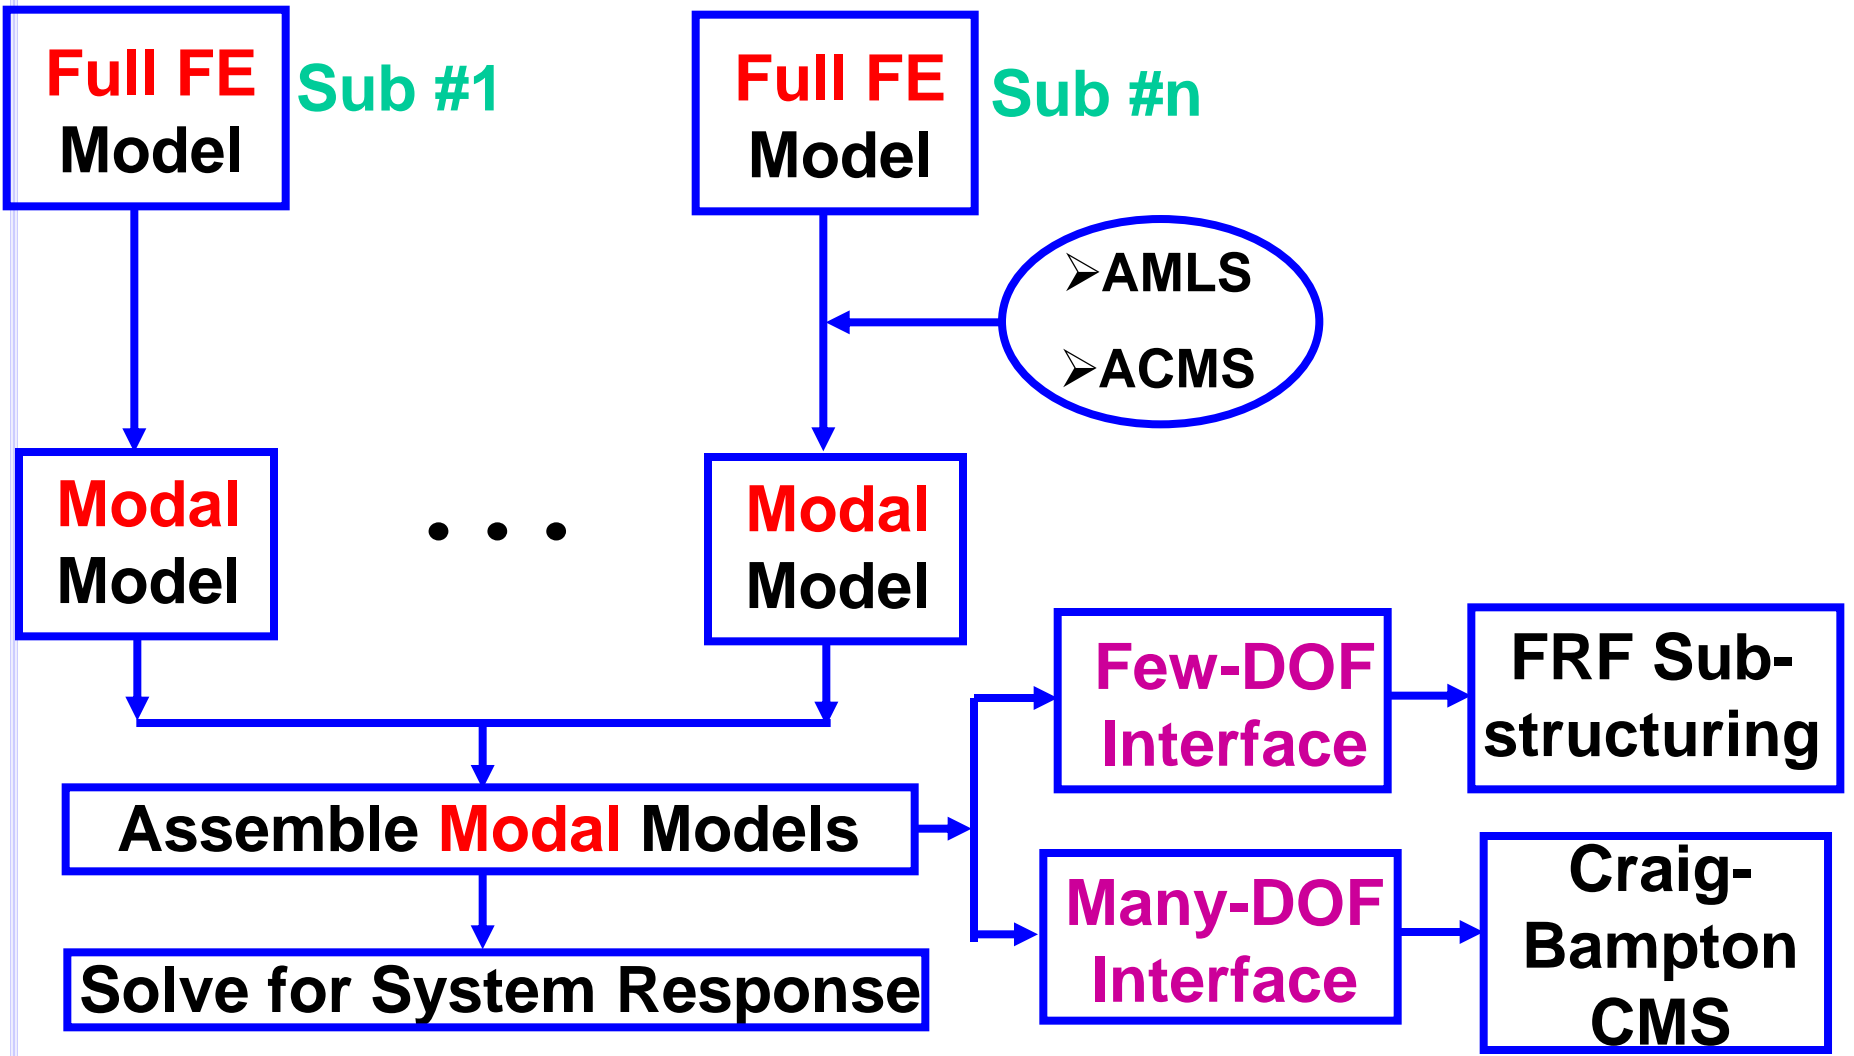 Full FE
Model
Sub #1
Full FE
Model
Sub #n
➢AMLS
➢ACMS
Modal
Model
. . .
Modal
Model
Few-DOF
Interface
FRF Sub-
structuring
Assemble Modal Models
Many-DOF
Interface
Craig-
Bampton
CMS
Solve for System Response